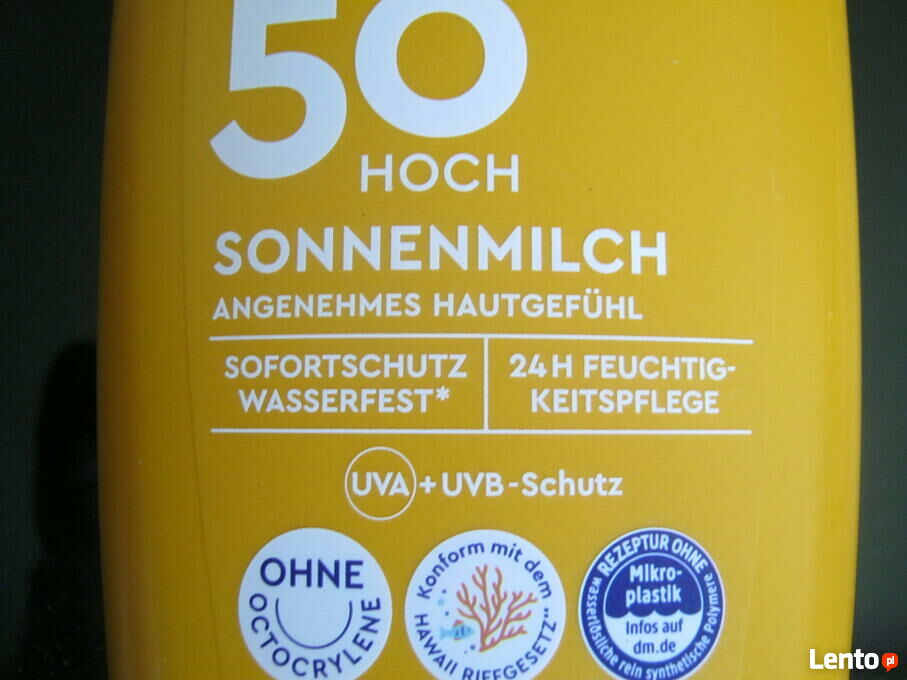 50
HOCH
SONNENMILCH
ANGENEHMES HAUTGEFÜHL
SOFORTSCHUTZ
WASSERFEST*
24H FEUCHTIG-
KEITSPFLEGE
UVA + UVB-Schutz
OHNE
OCTOCRYLENE
Konform mit dem
HAWAII RIFFGESETZ**
REZEPTUR OHNE
Mikro-
plastik
Infos auf
dm.de
wasserlösliche rein synthetische Polymere
Lento pl